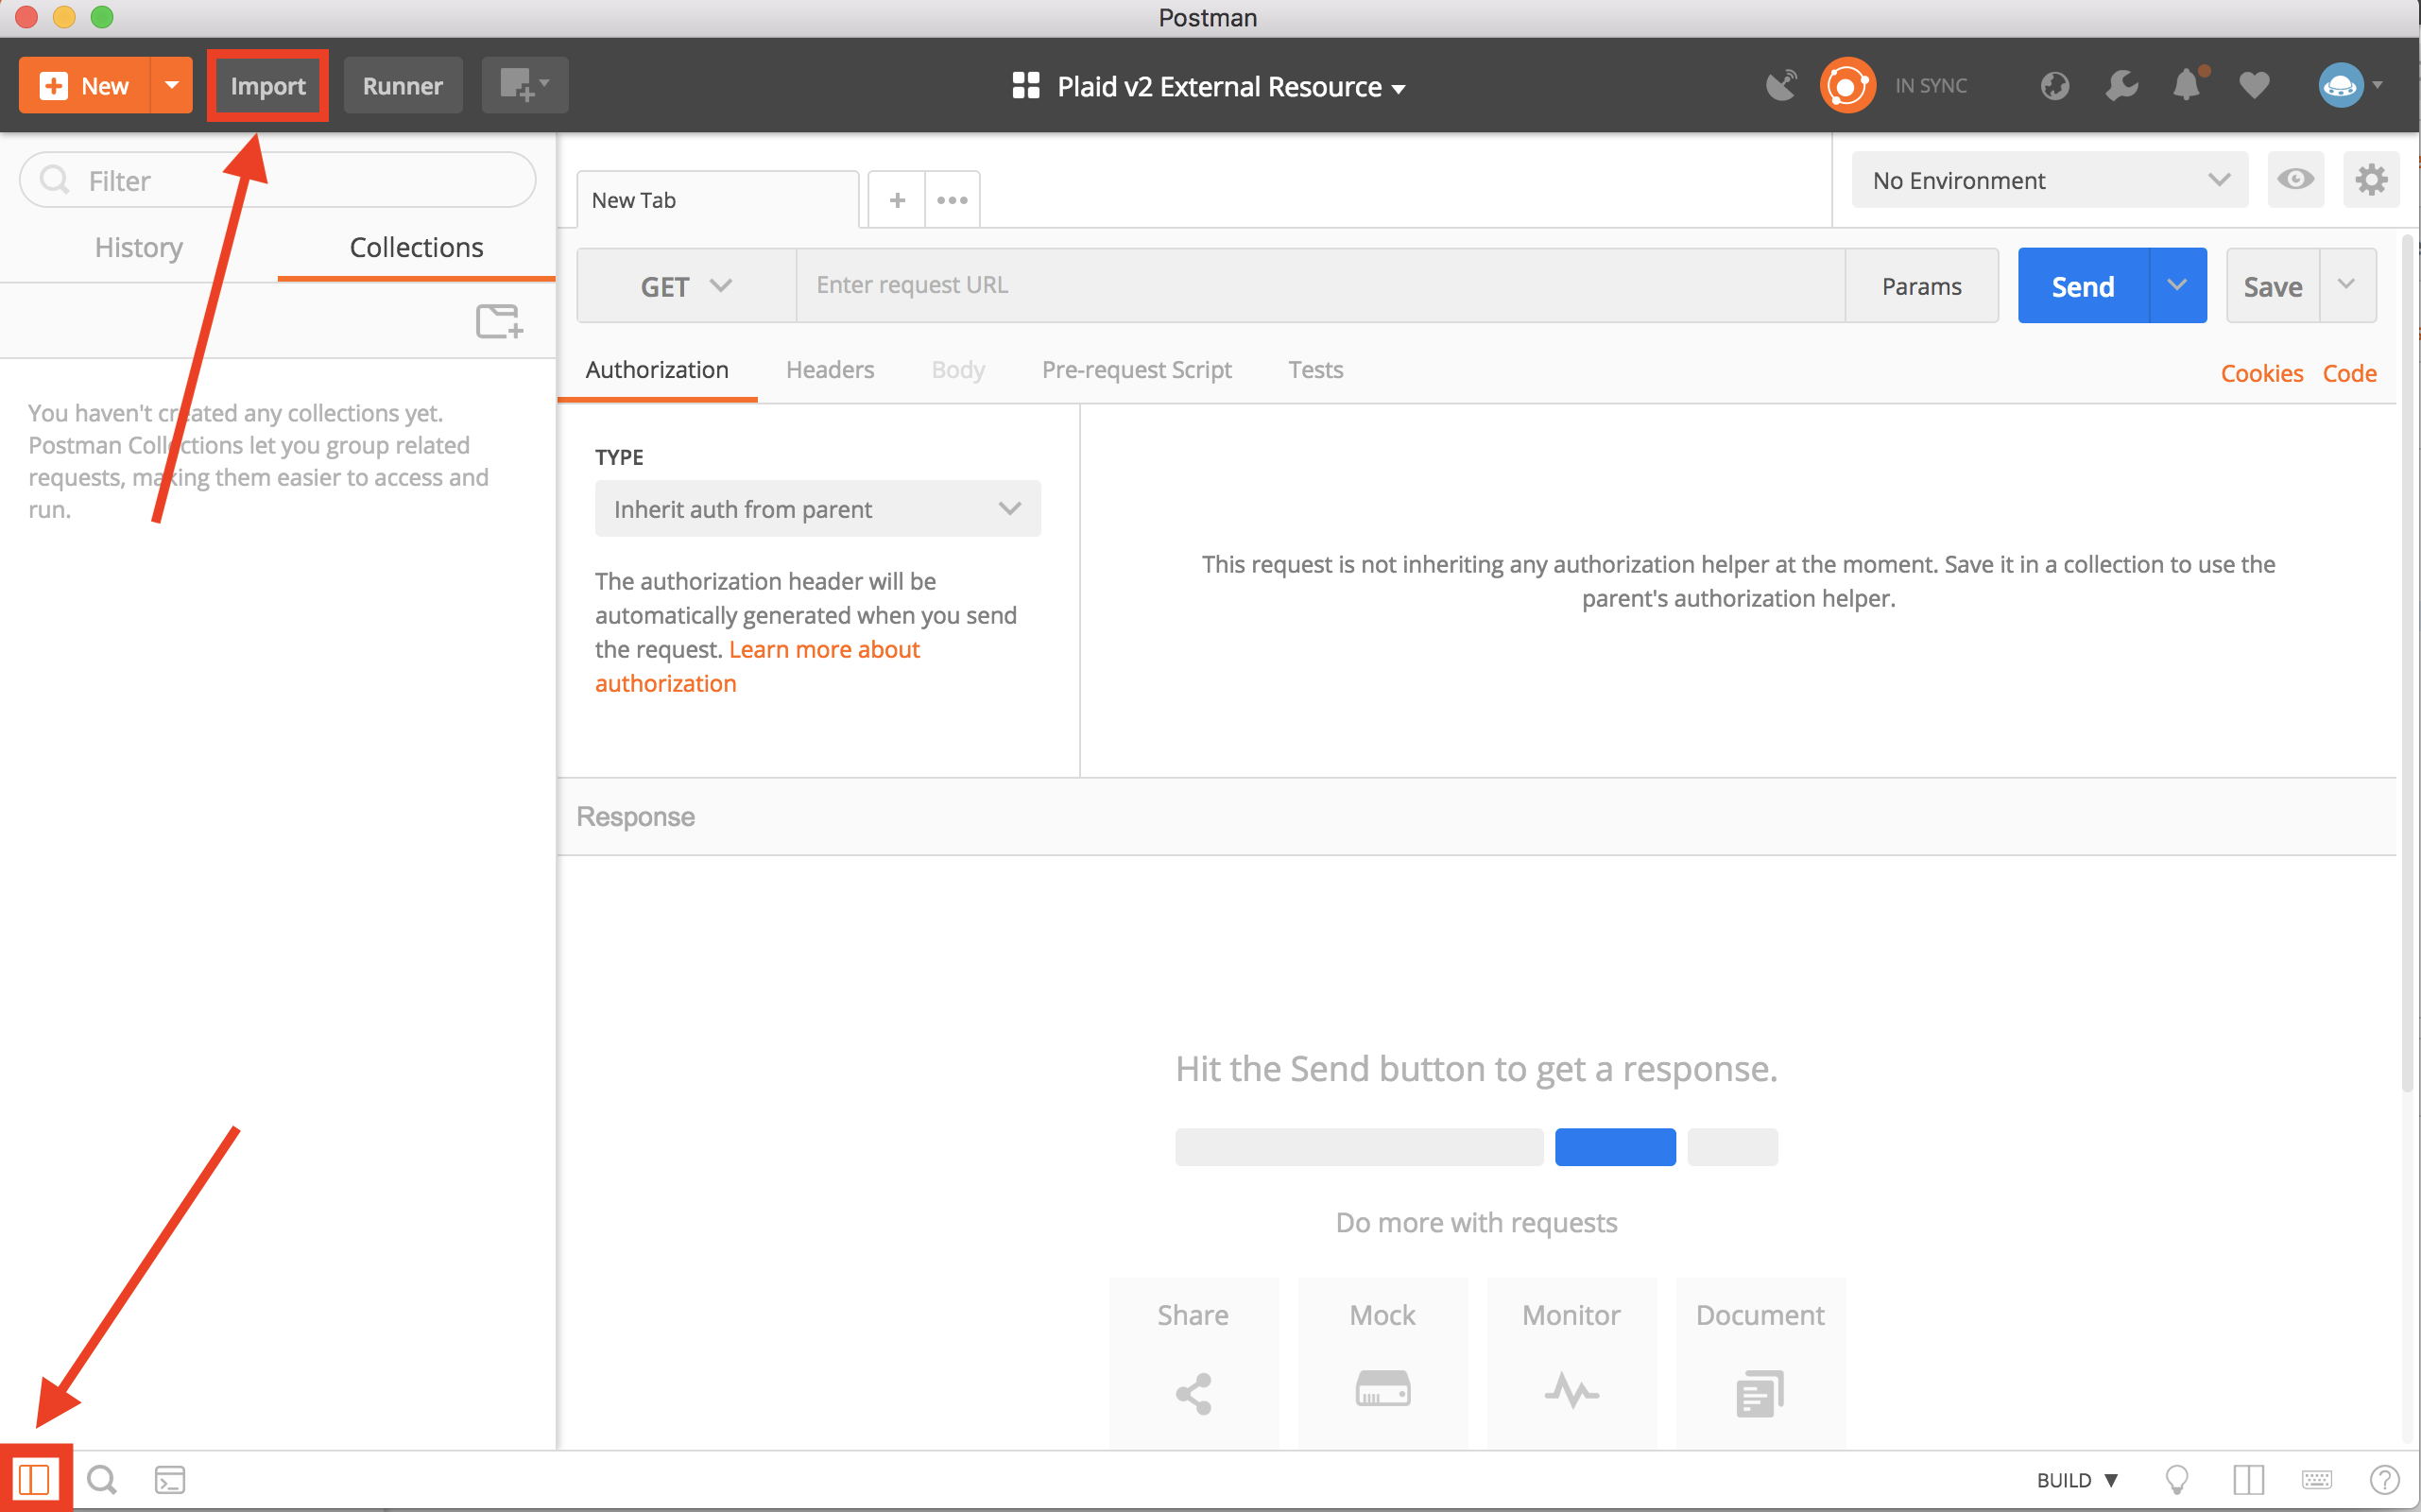 Postman
New
Import
Runner
Plaid v2 External Resource
IN SYNC
Filter
History
Collections
You haven't created any collections yet.
Postman Collections let you group related
requests, making them easier to access and
run.
New Tab
No Environment
GET
Enter request URL
Params
Send
Save
Authorization
Headers
Body
Pre-request Script
Tests
Cookies
Code
TYPE
Inherit auth from parent
The authorization header will be
automatically generated when you send
the request. Learn more about
authorization
This request is not inheriting any authorization helper at the moment. Save it in a collection to use the
parent's authorization helper.
Response
Hit the Send button to get a response.
Do more with requests
Share
Mock
Monitor
Document
BUILD